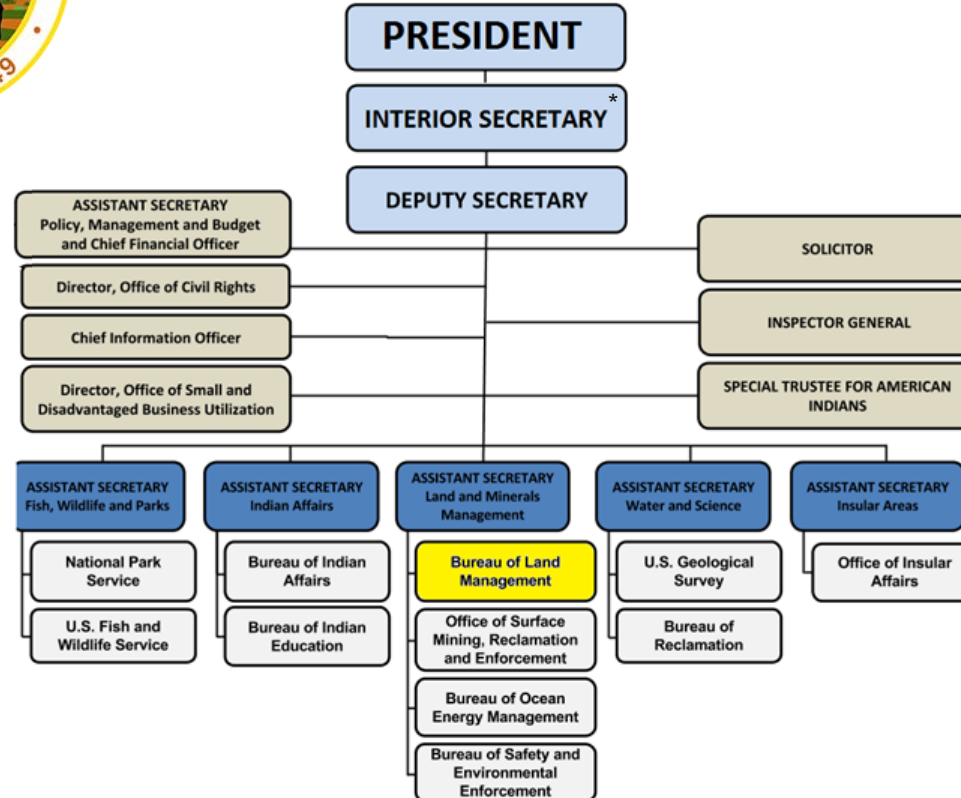 9
PRESIDENT
INTERIOR SECRETARY*
DEPUTY SECRETARY
ASSISTANT SECRETARY
Policy, Management and Budget
and Chief Financial Officer
Director, Office of Civil Rights
Chief Information Officer
Director, Office of Small and
Disadvantaged Business Utilization
SOLICITOR
INSPECTOR GENERAL
SPECIAL TRUSTEE FOR AMERICAN
INDIANS
ASSISTANT SECRETARY
Fish, Wildlife and Parks
National Park
Service
U.S. Fish and
Wildlife Service
ASSISTANT SECRETARY
Indian Affairs
Bureau of Indian
Affairs
Bureau of Indian
Education
ASSISTANT SECRETARY
Land and Minerals
Management
Bureau of Land
Management
Office of Surface
Mining, Reclamation
and Enforcement
Bureau of Ocean
Energy Management
Bureau of Safety and
Environmental
Enforcement
ASSISTANT SECRETARY
Water and Science
U.S. Geological
Survey
Bureau of
Reclamation
ASSISTANT SECRETARY
Insular Areas
Office of Insular
Affairs